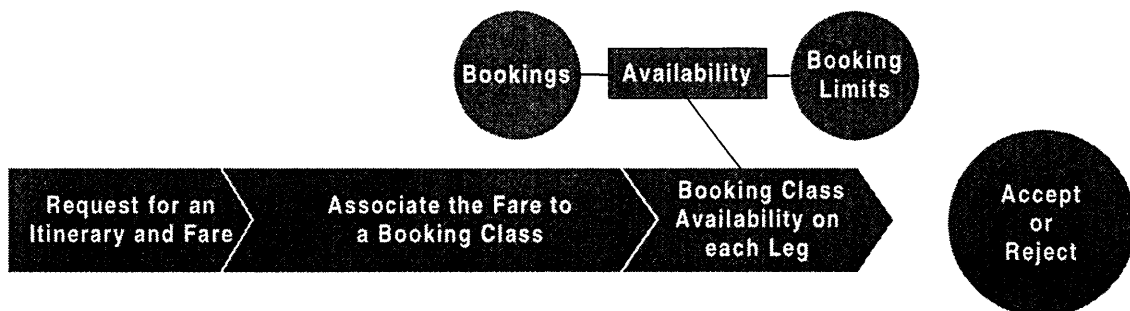 Bookings
Availability
Booking
Limits
Request for an
Itinerary and Fare
Associate the Fare to
a Booking Class
Booking Class
Availability on
each Leg
Accept
or
Reject